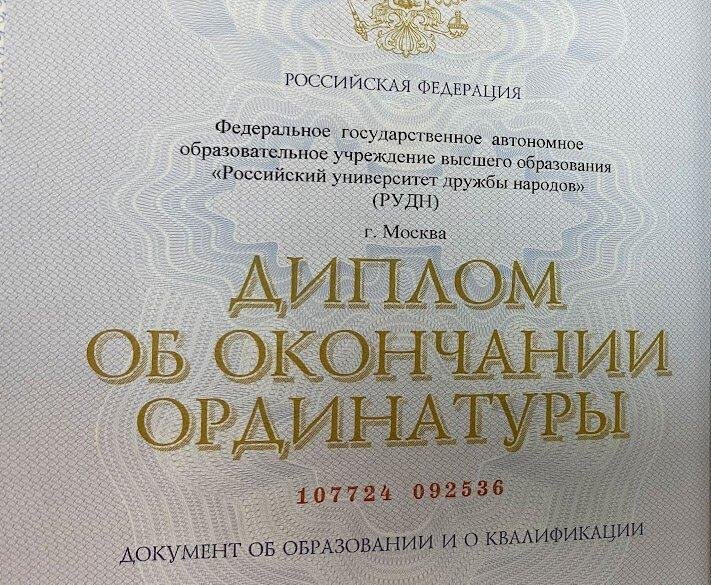 РОССИЙСКАЯ ФЕДЕРАЦИЯ
Федеральное государственное автономное
образовательное учреждение высшего образования
«Российский университет дружбы народов»
(РУДН)
г. Москва
ДИПЛОМ
ОБ ОКОНЧАНИИ
ОРДИНАТУРЫ
107724 092536
ДОКУМЕНТ ОБ ОБРАЗОВАНИИ И О КВАЛИФИКАЦИИ